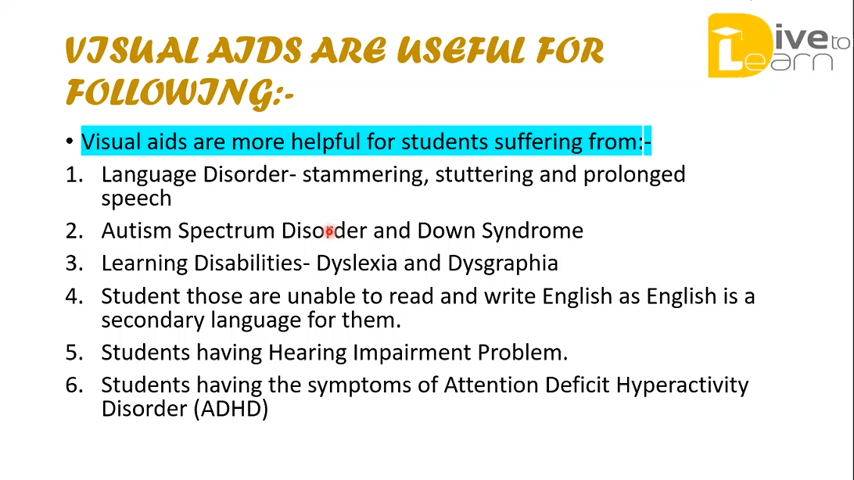 VISUAL AIDS ARE USEFUL FOR
FOLLOWING:-
Dive to
Learn
• Visual aids are more helpful for students suffering from:-
1. Language Disorder- stammering, stuttering and prolonged
speech
2. Autism Spectrum Disorder and Down Syndrome
3. Learning Disabilities- Dyslexia and Dysgraphia
4. Student those are unable to read and write English as English is a
secondary language for them.
5. Students having Hearing Impairment Problem.
6. Students having the symptoms of Attention Deficit Hyperactivity
Disorder (ADHD)